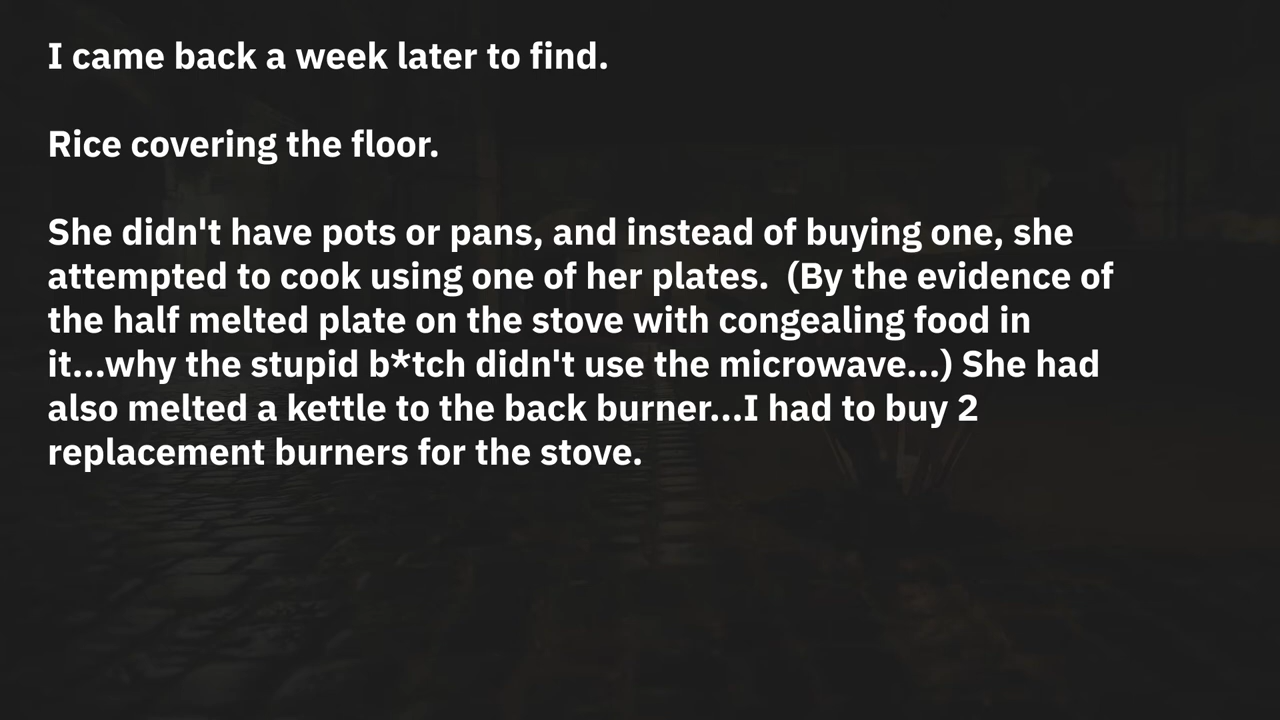 I came back a week later to find.
Rice covering the floor.
She didn't have pots or pans, and instead of buying one, she
attempted to cook using one of her plates.  (By the evidence of
the half melted plate on the stove with congealing food in
it...why the stupid b*tch didn't use the microwave...) She had
also melted a kettle to the back burner...I had to buy 2
replacement burners for the stove.